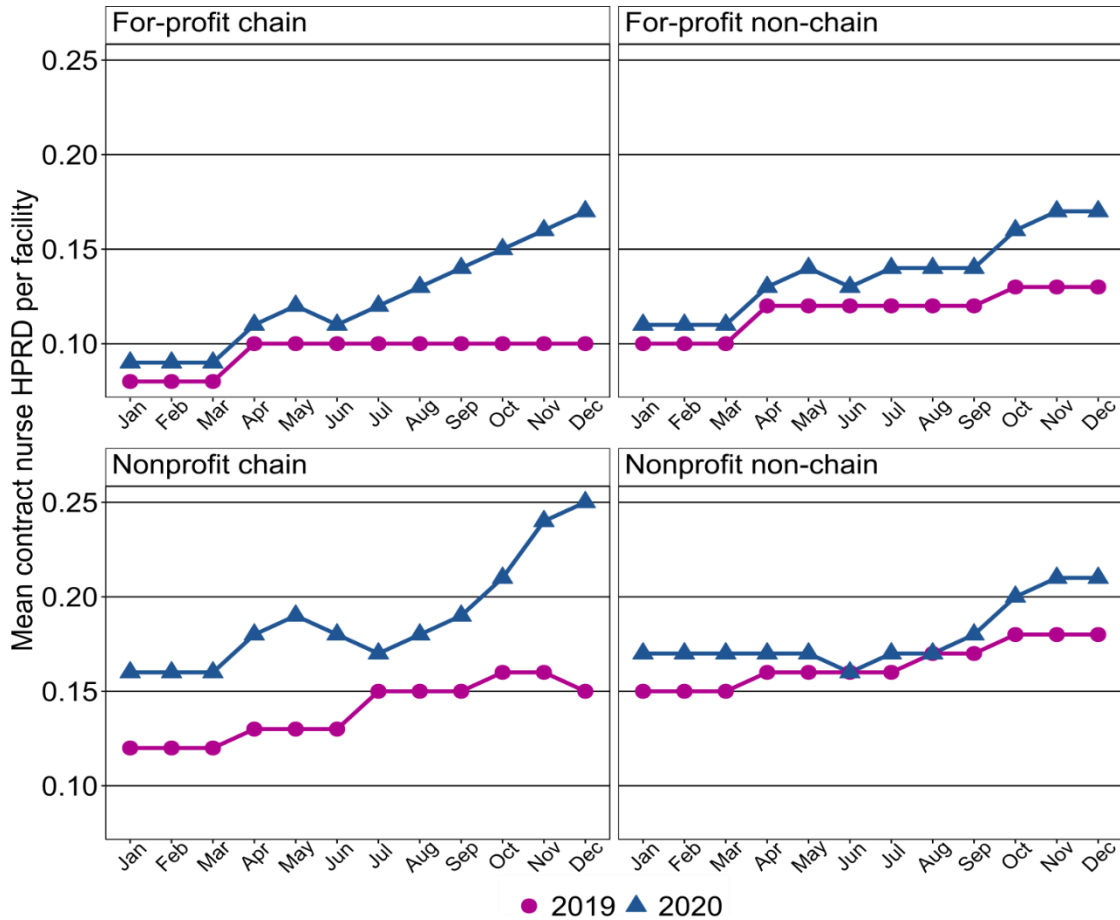 Mean contract nurse HPRD per facility
For-profit chain
0.25
0.20
0.15
0.10
Jan Feb Mar Apr May Jun Jul Aug Sep Oct Nov Dec
For-profit non-chain
Jan Feb Mar Apr May Jun Jul Aug Sep Oct Nov Dec
Nonprofit chain
0.25
0.20
0.15
0.10
Jan Feb Mar Apr May Jun Jul Aug Sep Oct Nov Dec
Nonprofit non-chain
Jan Feb Mar Apr May Jun Jul Aug Sep Oct Nov Dec
2019 2020